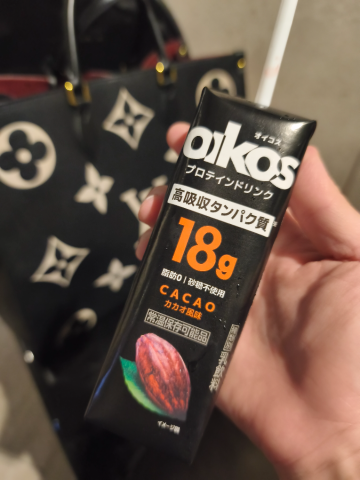 オイコス
oikos
プロテインドリンク
高吸収タンパク質
18g
脂肪0 | 砂糖不使用
CACAO
カカオ風味
常温保存可能品
イメージ図